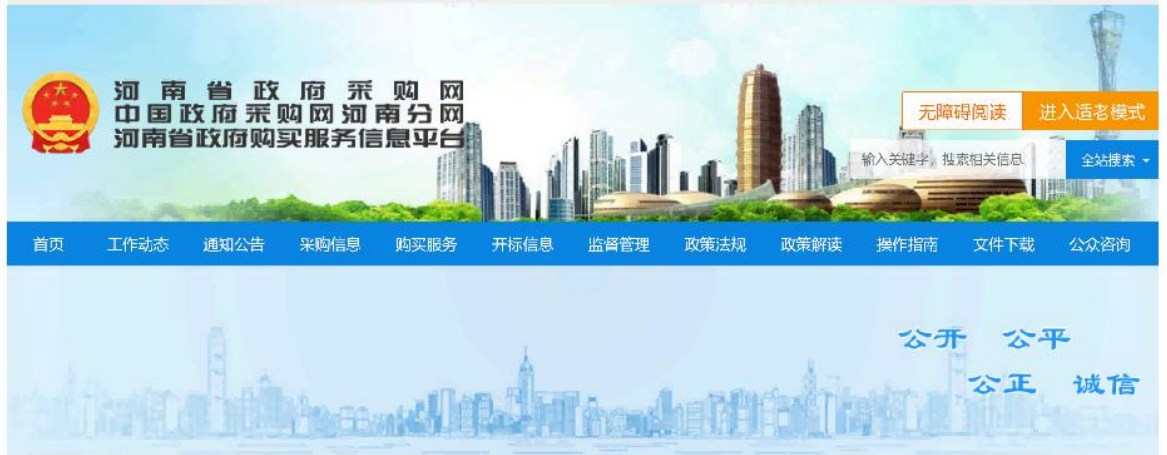 河南省政府采购网
中国政府采购网河南分网
河南省政府购买服务信息平台
无障碍阅读 进入适老模式
输入关键字，搜索相关信息 全站搜索
首页 工作动态 通知公告 采购信息 购买服务 开标信息 监督管理 政策法规 政策解读 操作指南 文件下载 公众咨询
公开 公平
公正 诚信